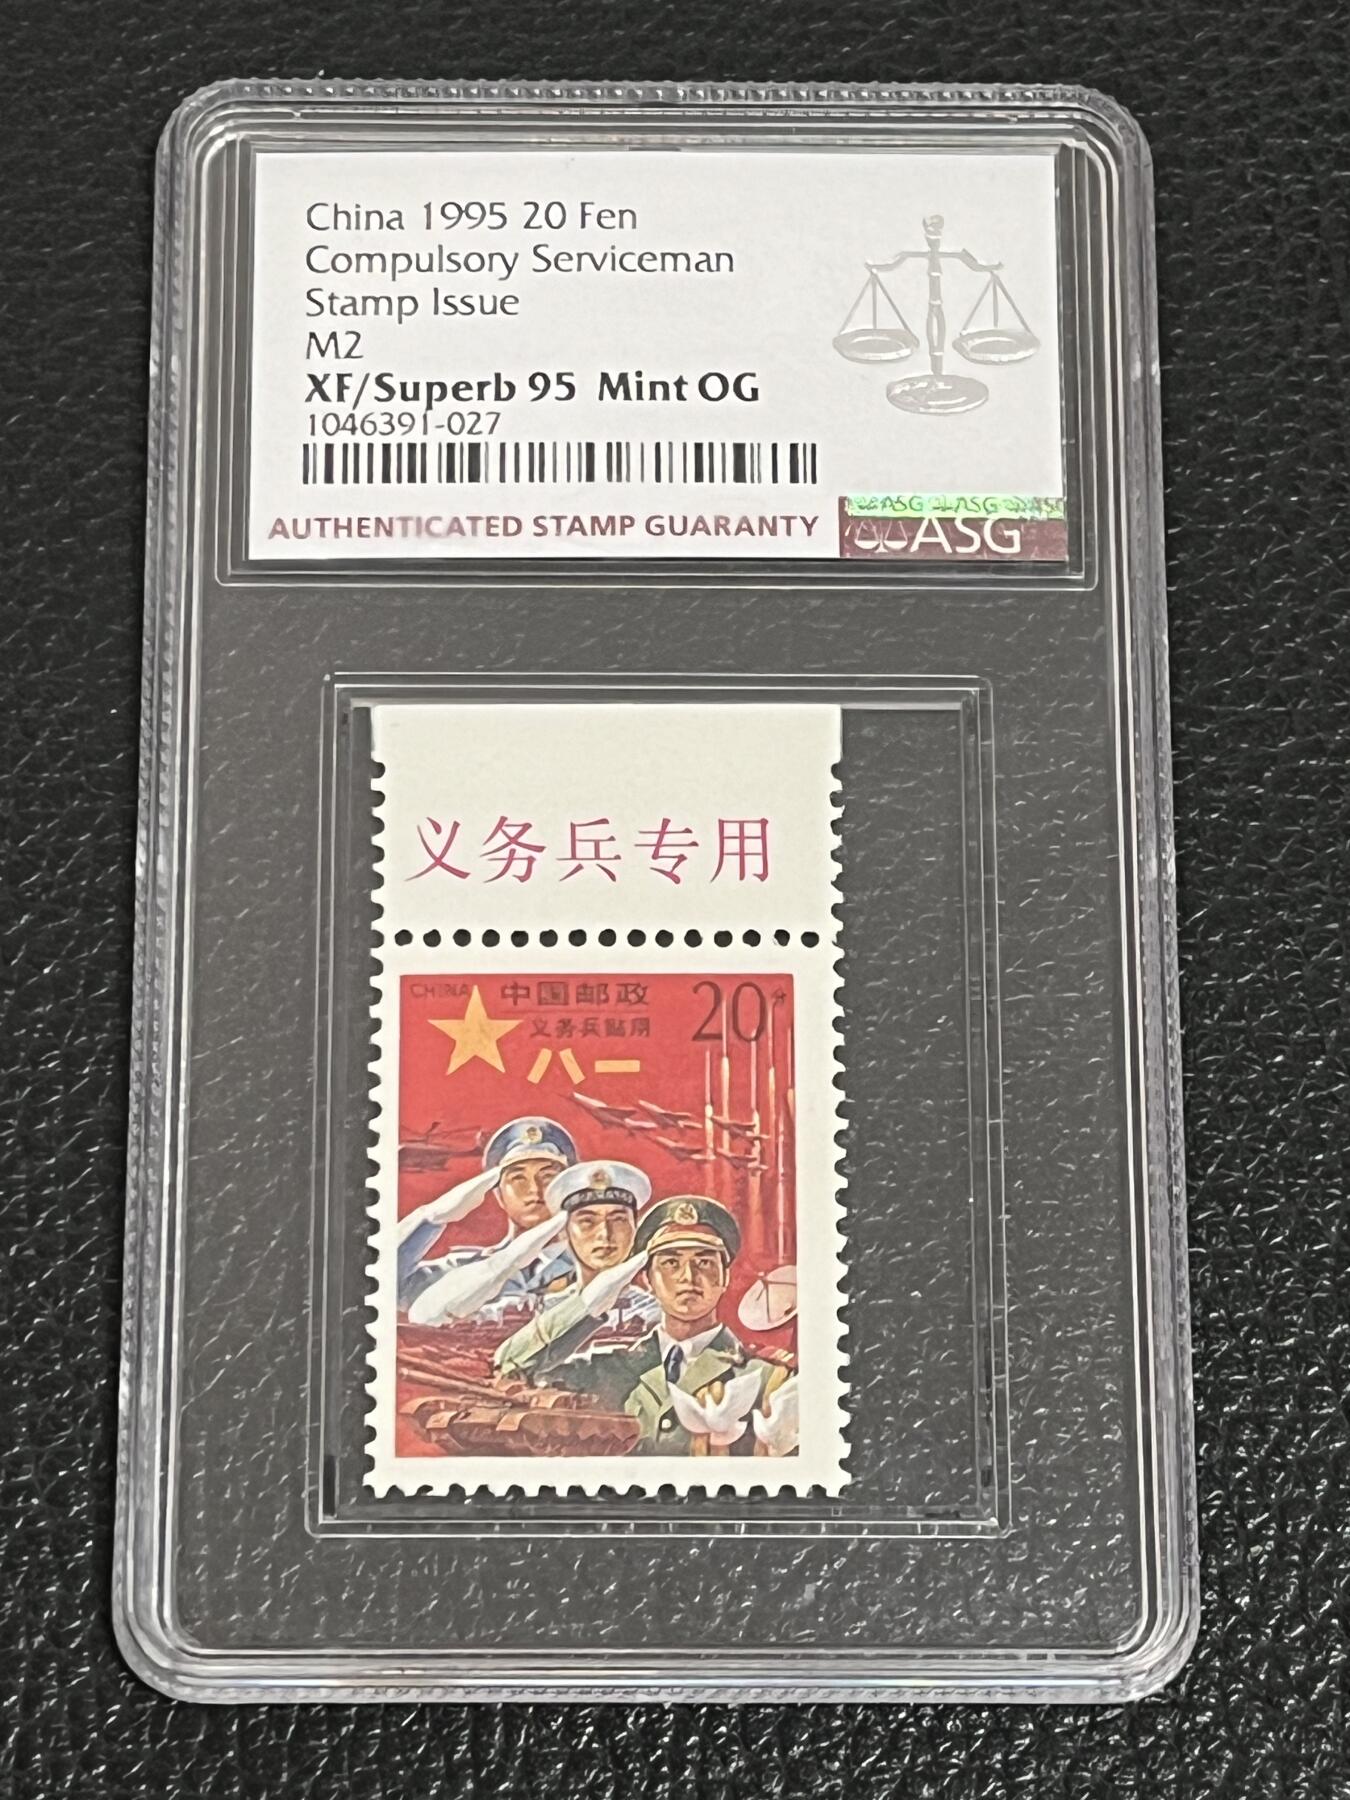 China 1995 20 Fen
Compulsory Serviceman
Stamp Issue
M2
XF/Superb 95 Mint OG
1046391-027
AUTHENTICATED STAMP GUARANTY
ASG
义务兵专用
CHINA 中国邮政 20分
义务兵贴用
八一